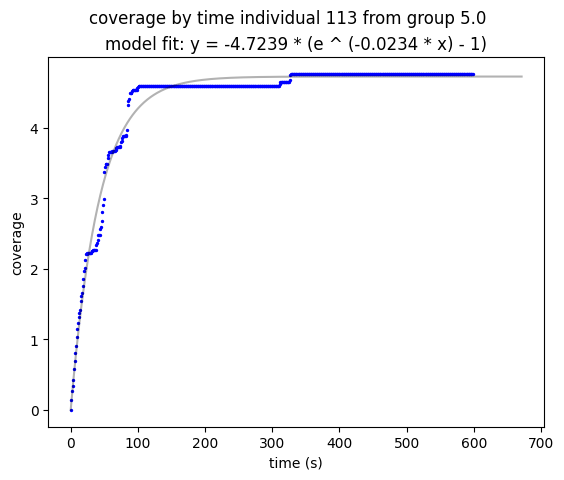 coverage by time individual 113 from group 5.0
model fit: y = -4.7239 * (e ^ (-0.0234 * x) - 1)
4
3
2
1
0
coverage
0 100 200 300 400 500 600 700
time (s)